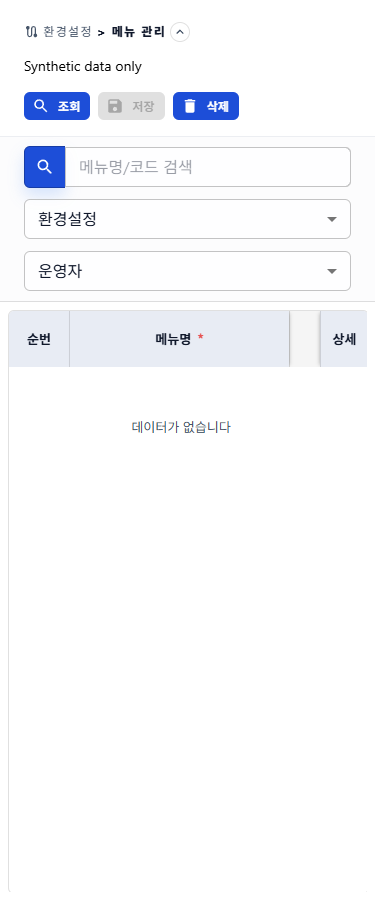 환경설정 > 메뉴 관리
Synthetic data only
조회 저장 삭제
메뉴명/코드 검색
환경설정
운영자
순번 메뉴명 * 상세
데이터가 없습니다